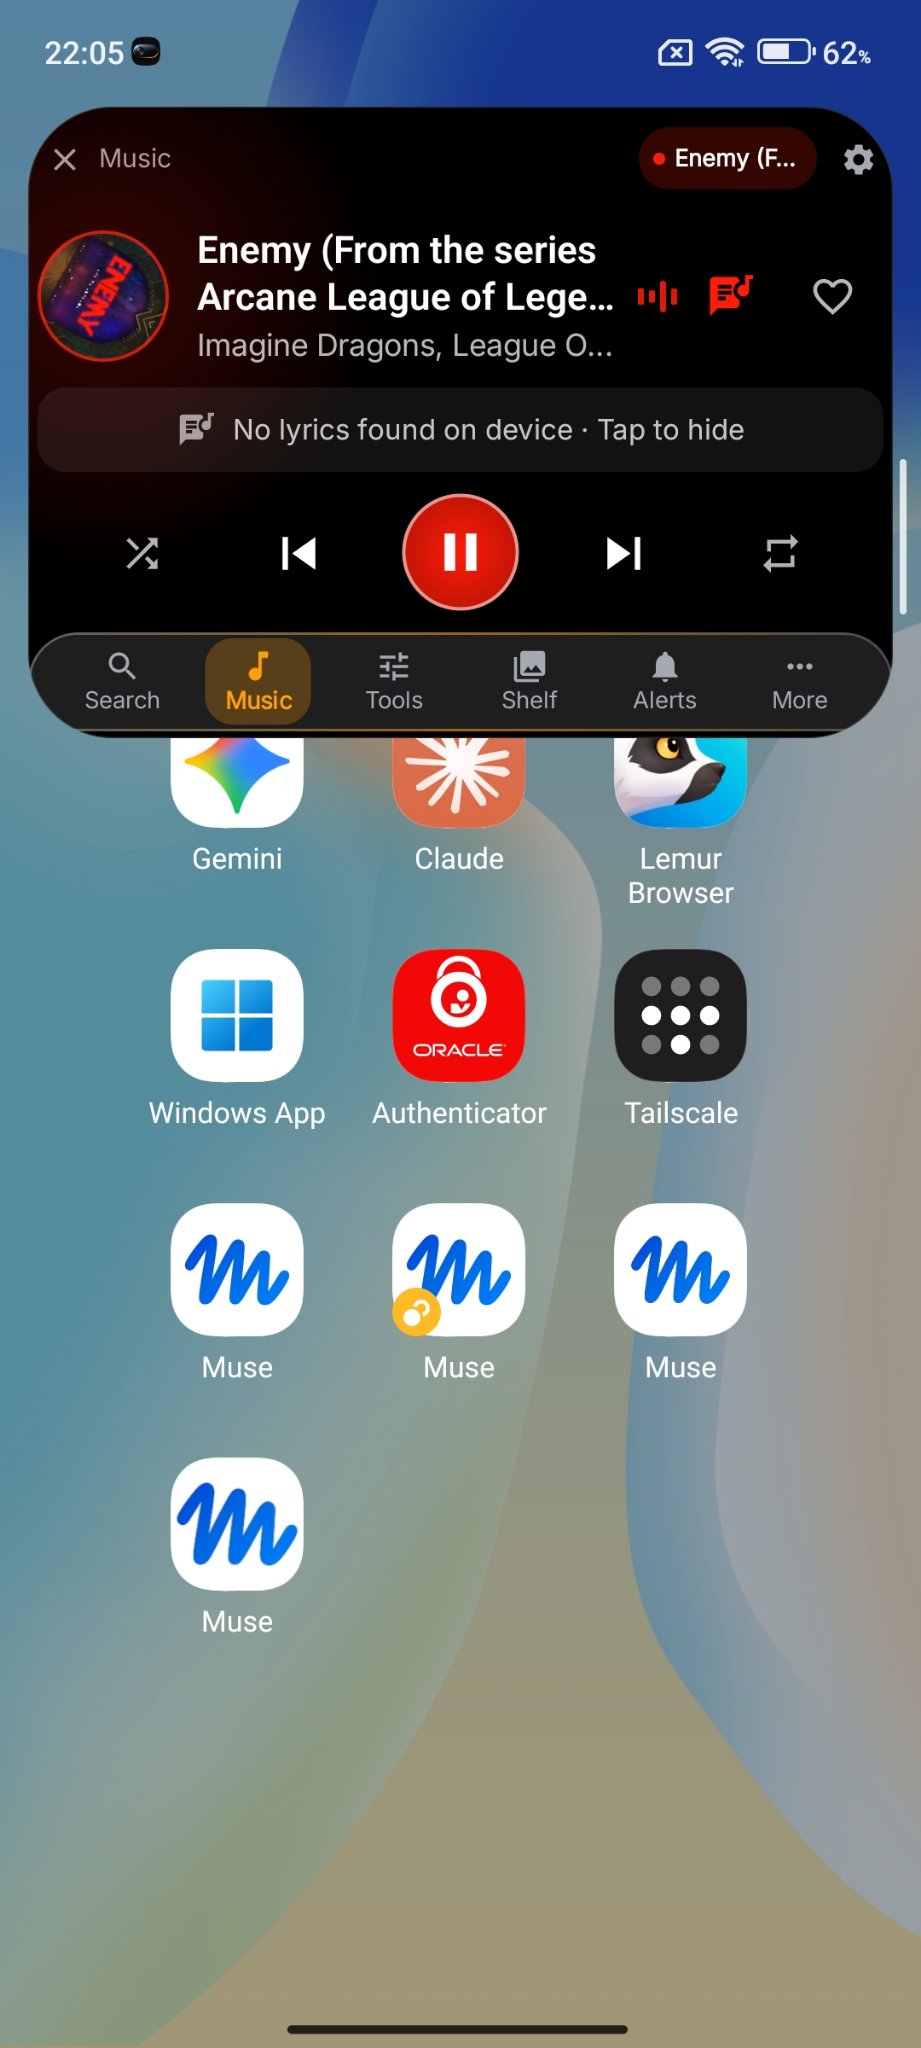 22:05
62%
Music
Enemy (F...
Enemy (From the series
Arcane League of Lege...
Imagine Dragons, League O...
ENEMY
No lyrics found on device · Tap to hide
Search
Music
Tools
Shelf
Alerts
More
Gemini
Claude
Lemur
Browser
ORACLE
Windows App
Authenticator
Tailscale
Muse
Muse
Muse
Muse